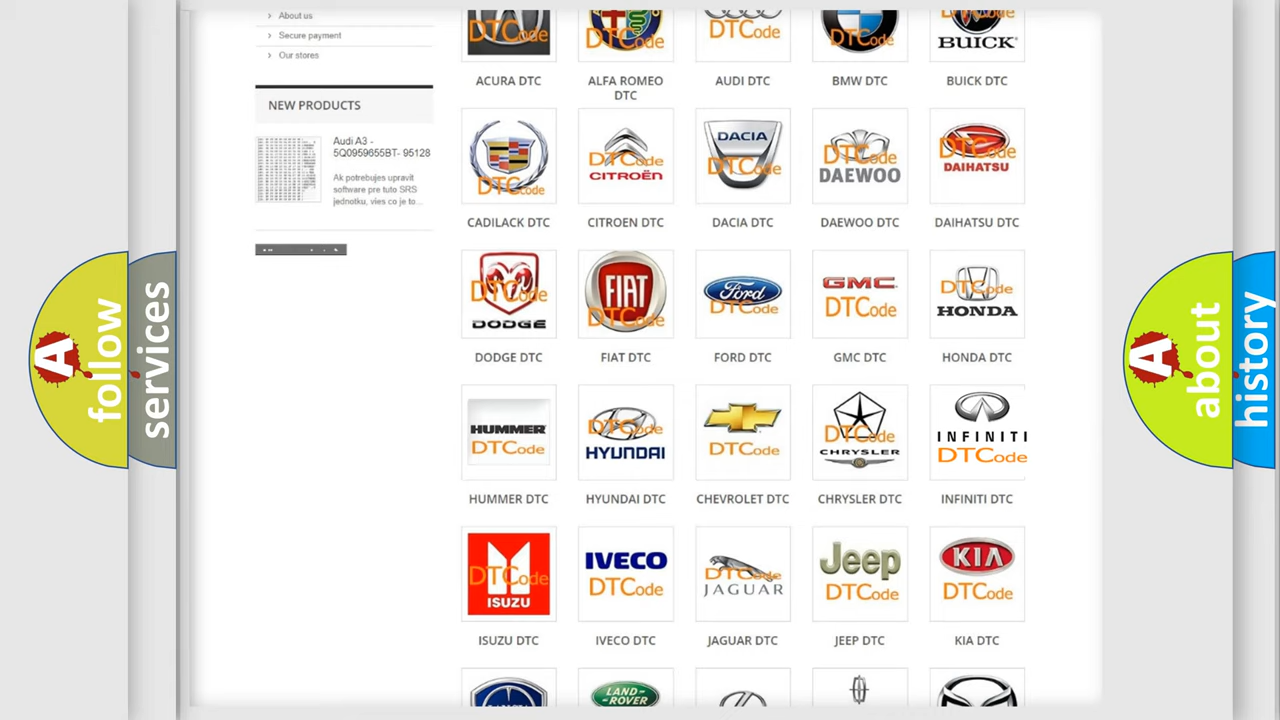 About us
Secure payment
Our stores
NEW PRODUCTS
Audi A3 -
5Q0959655BT- 95128
Ak potrebujes upravit
software pre tuto SRS
jednotku, vies co je to...
DTCode
DTCode
DTCode
DTCode
BUICK
ACURA DTC
ALFA ROMEO
DTC
AUDI DTC
BMW DTC
BUICK DTC
DTCode
DTCode
CITROËN
DACIA
DTCode
DTCode
DAEWOO
DTCode
DAIHATSU
CADILACK DTC
CITROEN DTC
DACIA DTC
DAEWOO DTC
DAIHATSU DTC
DTCode
DODGE
FIAT
DTCode
Ford
DTCode
GMC
DTCode
DTCode
HONDA
DODGE DTC
FIAT DTC
FORD DTC
GMC DTC
HONDA DTC
HUMMER
DTCode
DTCode
HYUNDAI
DTCode
DTCode
CHRYSLER
INFINITI
DTCode
HUMMER DTC
HYUNDAI DTC
CHEVROLET DTC
CHRYSLER DTC
INFINITI DTC
DTCode
ISUZU
IVECO
DTCode
DTCode
JAGUAR
Jeep
DTCode
KIA
DTCode
ISUZU DTC
IVECO DTC
JAGUAR DTC
JEEP DTC
KIA DTC
LAND-
ROVER
A follow
services
A about
history